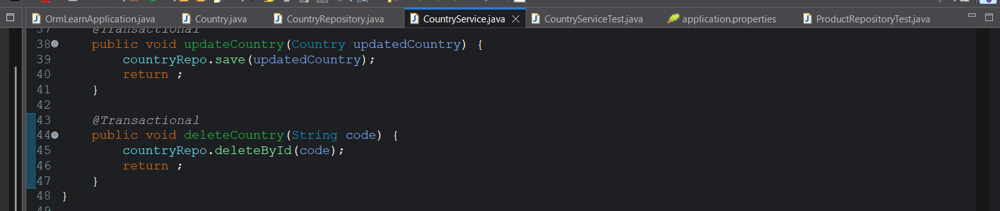 OrmLearnApplication.java Country.java CountryRepository.java CountryService.java CountryServiceTest.java application.properties ProductRepositoryTest.java
37 @Transactional
38 public void updateCountry(Country updatedCountry) {
39 countryRepo.save(updatedCountry);
40 return ;
41 }
42
43 @Transactional
44 public void deleteCountry(String code) {
45 countryRepo.deleteById(code);
46 return ;
47 }
48 }
49